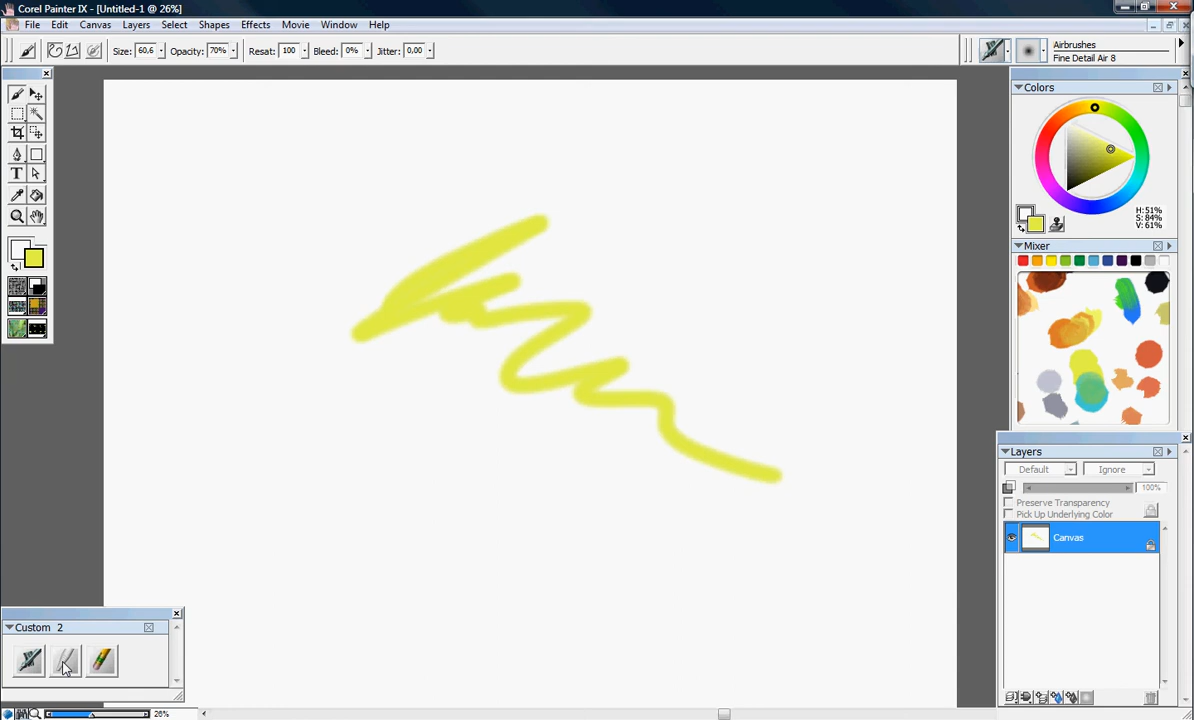 Corel Painter IX - [Untitled-1 @ 26%]
File Edit Canvas Layers Select Shapes Effects Movie Window Help
Size: 60,6 Opacity: 70% Resat: 100 Bleed: 0% Jitter: 0,00
Airbrushes
Fine Detail Air 8
Colors
H: 51%
S: 84%
V: 61%
Mixer
Layers
Default Ignore
100%
Preserve Transparency
Pick Up Underlying Color
Canvas
T
Custom 2
26%